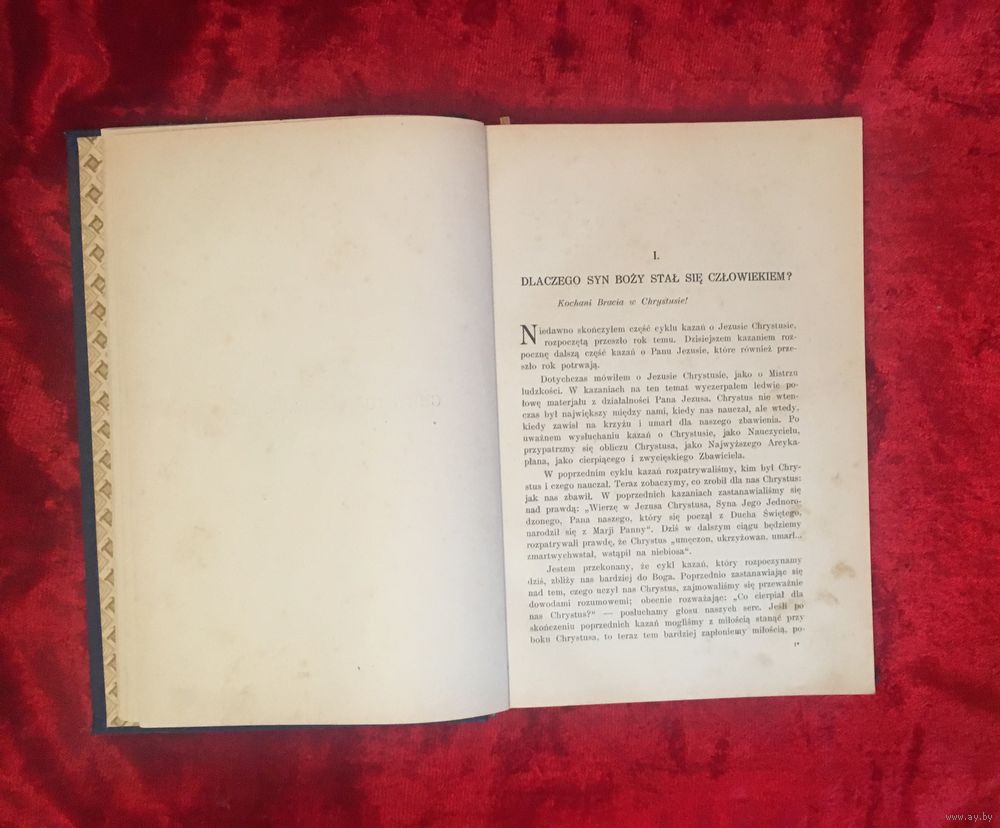 I.
DLACZEGO SYN BOŻY STAŁ SIĘ CZŁOWIEKIEM?
Kochani Bracia w Chrystusie!
Niedawno skończyłem część cyklu kazań o Jezusie Chrystusie,
rozpoczętą przeszło rok temu. Dzisiejszem kazaniem roz-
pocznę dalszą część kazań o Panu Jezusie, które również prze-
szło rok potrwają.
Dotychczas mówiłem o Jezusie Chrystusie, jako o Mistrzu
ludzkości. W kazaniach na ten temat wyczerpałem ledwie po-
łowę materjału z działalności Pana Jezusa. Chrystus nie wten-
czas był największy między nami, kiedy nas nauczał, ale wtedy,
kiedy zawisł na krzyżu i umarł dla naszego zbawienia. Po
uważnem wysłuchaniu kazań o Chrystusie, jako Nauczycielu,
przypatrzmy się obliczu Chrystusa, jako Najwyższego Arcyka-
płana, jako cierpiącego i zwycięskiego Zbawiciela.
W poprzednim cyklu kazań rozpatrywaliśmy, kim był Chry-
stus i czego nauczał. Teraz zobaczymy, co zrobił dla nas Chrystus:
jak nas zbawił. W poprzednich kazaniach zastanawialiśmy się
nad prawdą: „Wierzę w Jezusa Chrystusa, Syna Jego Jednoro-
dzonego, Pana naszego, który się począł z Ducha Świętego,
narodził się z Marji Panny“. Dziś w dalszym ciągu będziemy
rozpatrywali prawdę, że Chrystus „umęczon, ukrzyżowan, umarł...
zmartwychwstał, wstąpił na niebiosa“.
Jestem przekonany, że cykl kazań, który rozpoczynamy
dziś, zbliży nas bardziej do Boga. Poprzednio zastanawiając się
nad tem, czego uczył nas Chrystus, zajmowaliśmy się przeważnie
dowodami rozumowemi; obecnie rozważając: „Co cierpiał dla
nas Chrystus?“ — posłuchamy głosu naszych serc. Jeśli po
skończeniu poprzednich kazań mogliśmy z miłością stanąć przy
boku Chrystusa, to teraz tem bardziej zapłoniemy miłością, po-
1*
www.ay.by